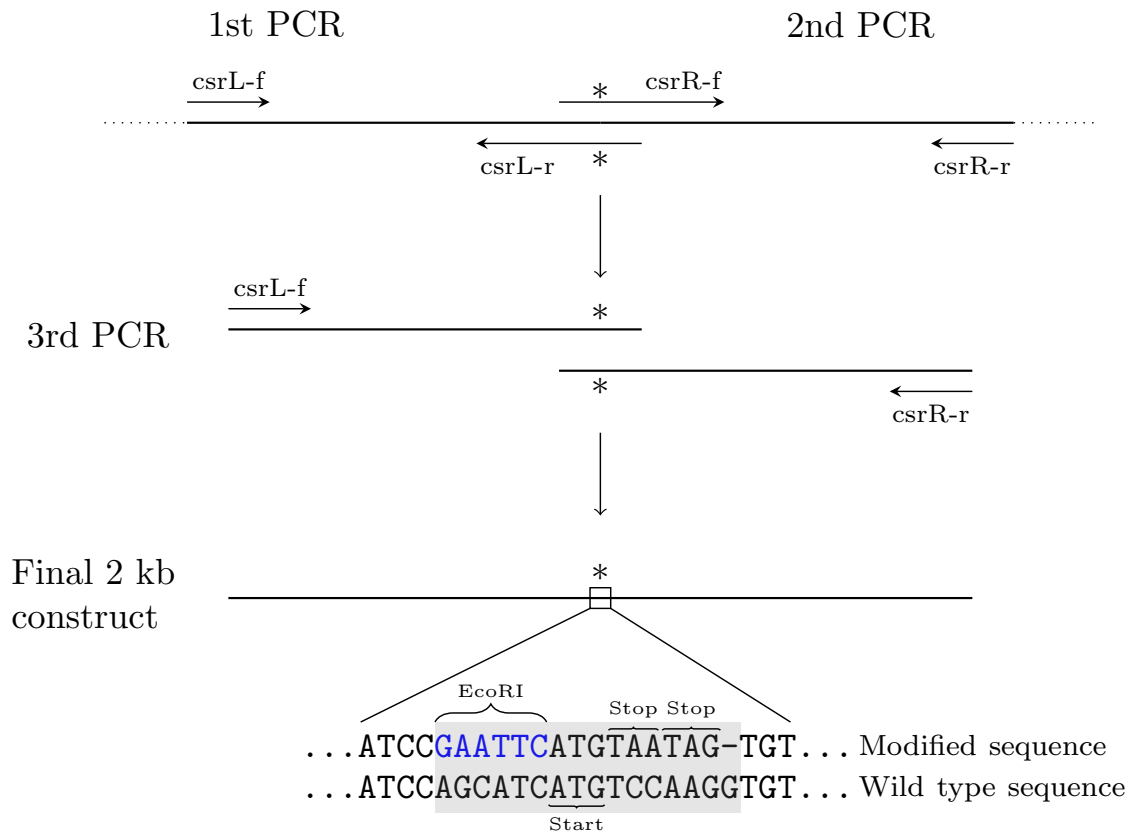 1st PCR
2nd PCR
csrL-f
*
csrR-f
csrL-r
*
csrR-r
csrL-f
*
3rd PCR
*
csrR-r
Final 2 kb
construct
*
EcoRI
Stop Stop
...ATCCGAATTCATGTAATAG-TGT... Modified sequence
...ATCCAGCATCATGTCCAAGGTGT... Wild type sequence
Start